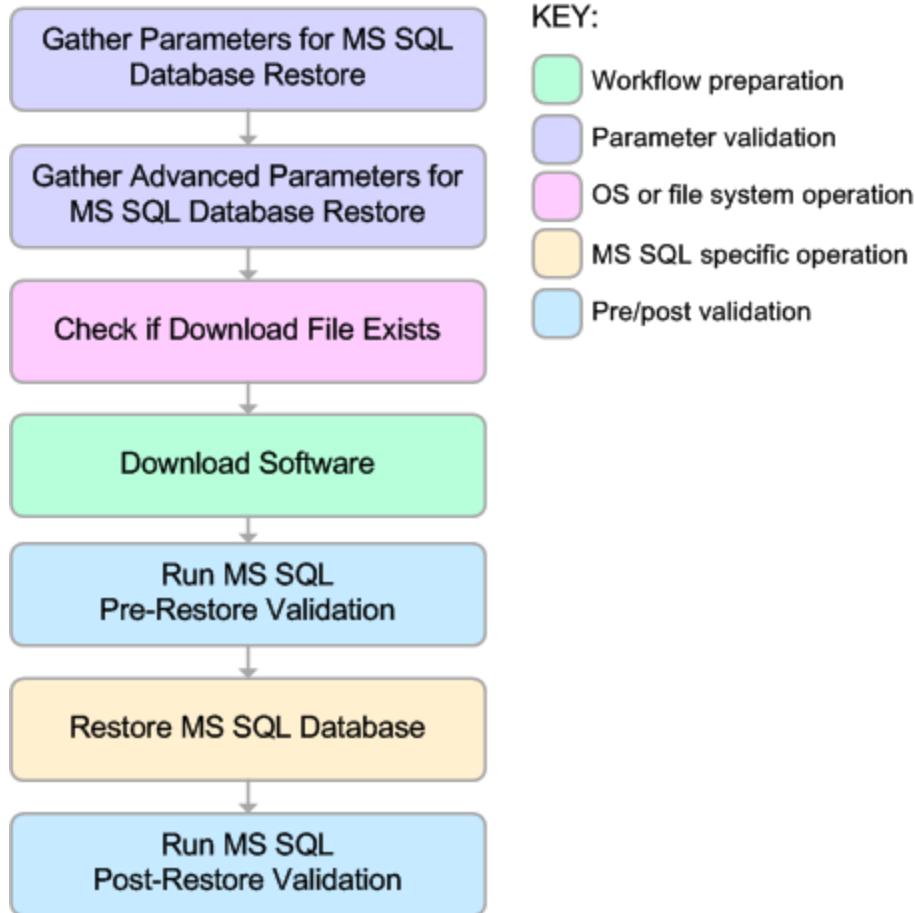 Gather Parameters for MS SQL
Database Restore
Gather Advanced Parameters for
MS SQL Database Restore
Check if Download File Exists
Download Software
Run MS SQL
Pre-Restore Validation
Restore MS SQL Database
Run MS SQL
Post-Restore Validation
KEY:
Workflow preparation
Parameter validation
OS or file system operation
MS SQL specific operation
Pre/post validation